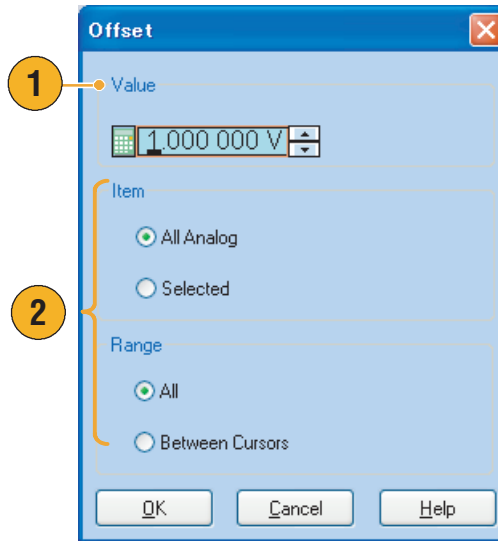 Offset
1
Value
1.000 000 V
Item
All Analog
Selected
2
Range
All
Between Cursors
OK Cancel Help